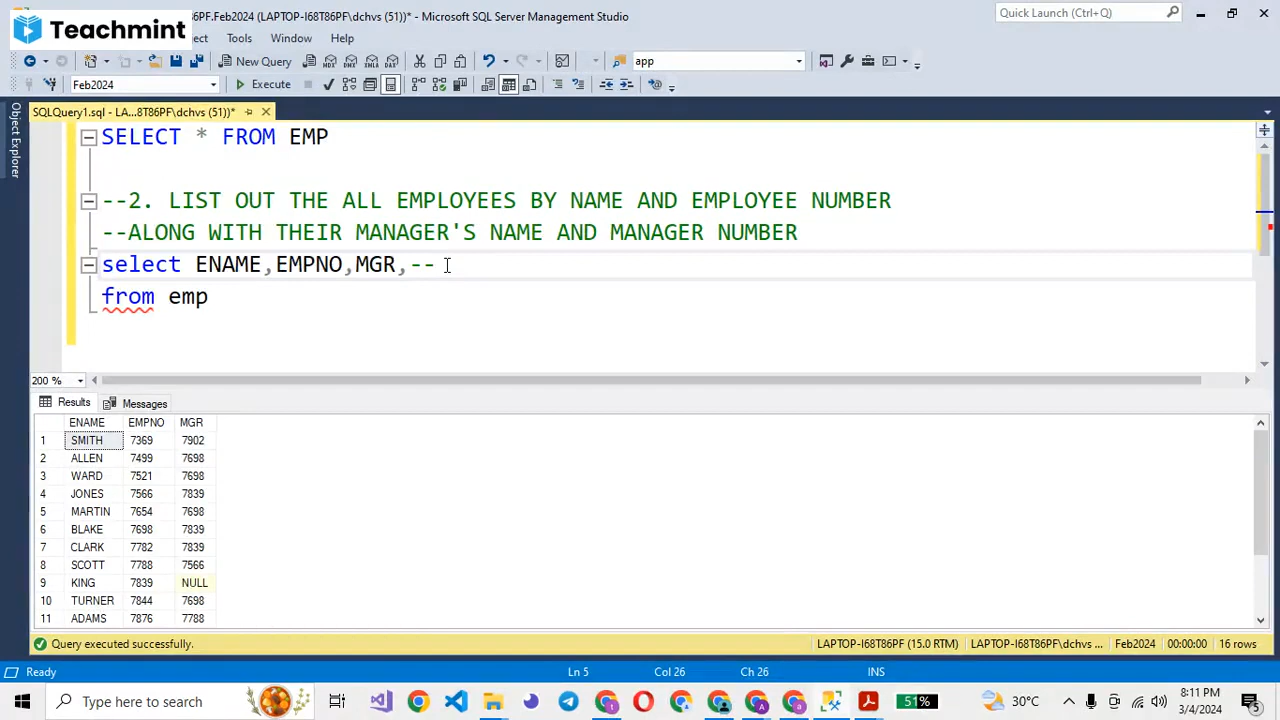 Teachmint
PF.Feb2024 (LAPTOP-I68T86PF\dchvs (51))* - Microsoft SQL Server Management Studio
Quick Launch (Ctrl+Q)
ct Tools Window Help
New Query
app
Feb2024
Execute
SQLQuery1.sql - LA...8T86PF\dchvs (51))*
Object Explorer
SELECT * FROM EMP
--2. LIST OUT THE ALL EMPLOYEES BY NAME AND EMPLOYEE NUMBER
--ALONG WITH THEIR MANAGER'S NAME AND MANAGER NUMBER
select ENAME,EMPNO,MGR,--
from emp
200 %
Results Messages
ENAME EMPNO MGR
1 SMITH 7369 7902
2 ALLEN 7499 7698
3 WARD 7521 7698
4 JONES 7566 7839
5 MARTIN 7654 7698
6 BLAKE 7698 7839
7 CLARK 7782 7839
8 SCOTT 7788 7566
9 KING 7839 NULL
10 TURNER 7844 7698
11 ADAMS 7876 7788
Query executed successfully. LAPTOP-I68T86PF (15.0 RTM) LAPTOP-I68T86PF\dchvs ... Feb2024 00:00:00 16 rows
Ready Ln 5 Col 26 Ch 26 INS
Type here to search 51% 30°C 8:11 PM
3/4/2024